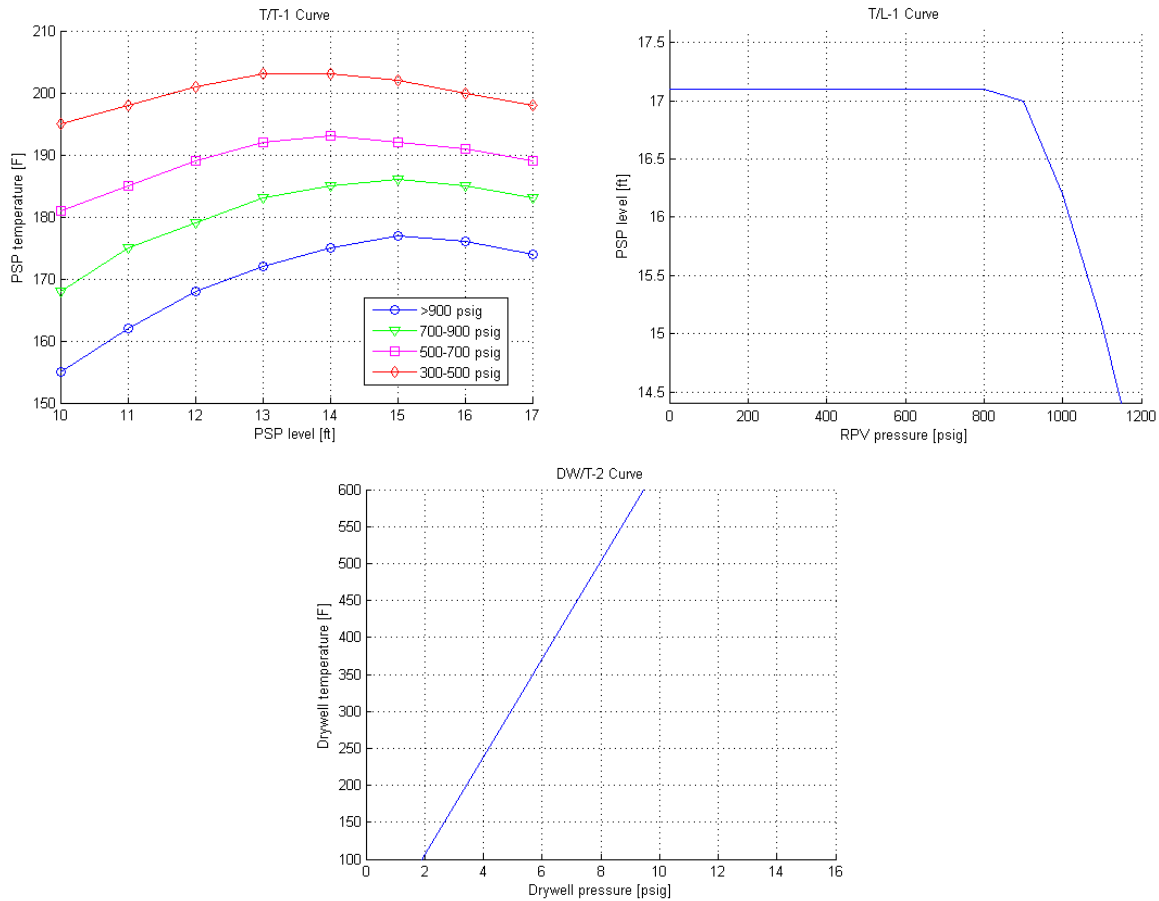 T/T-1 Curve
210
200
190
180
170
160
150
PSP temperature [F]
>900 psig
700-900 psig
500-700 psig
300-500 psig
10 11 12 13 14 15 16 17
PSP level [ft]
T/L-1 Curve
17.5
17
16.5
16
15.5
15
14.5
PSP level [ft]
0 200 400 600 800 1000 1200
RPV pressure [psig]
DW/T-2 Curve
600
550
500
450
400
350
300
250
200
150
100
Drywell temperature [F]
0 2 4 6 8 10 12 14 16
Drywell pressure [psig]